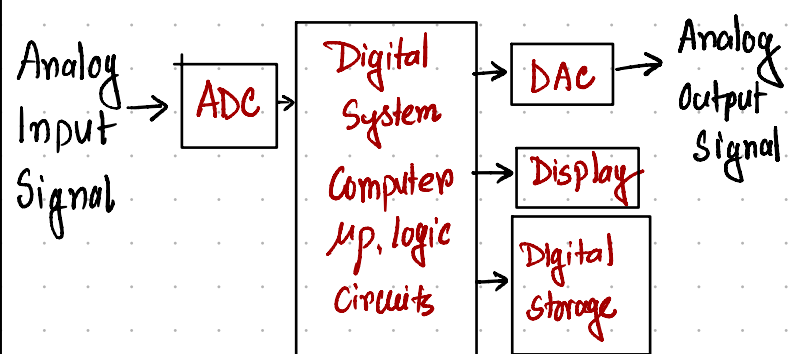 Analog
Input
Signal
ADC
Digital
System
Computer
μp, logic
Circuits
DAC
Analog
Output
Signal
Display
Digital
Storage